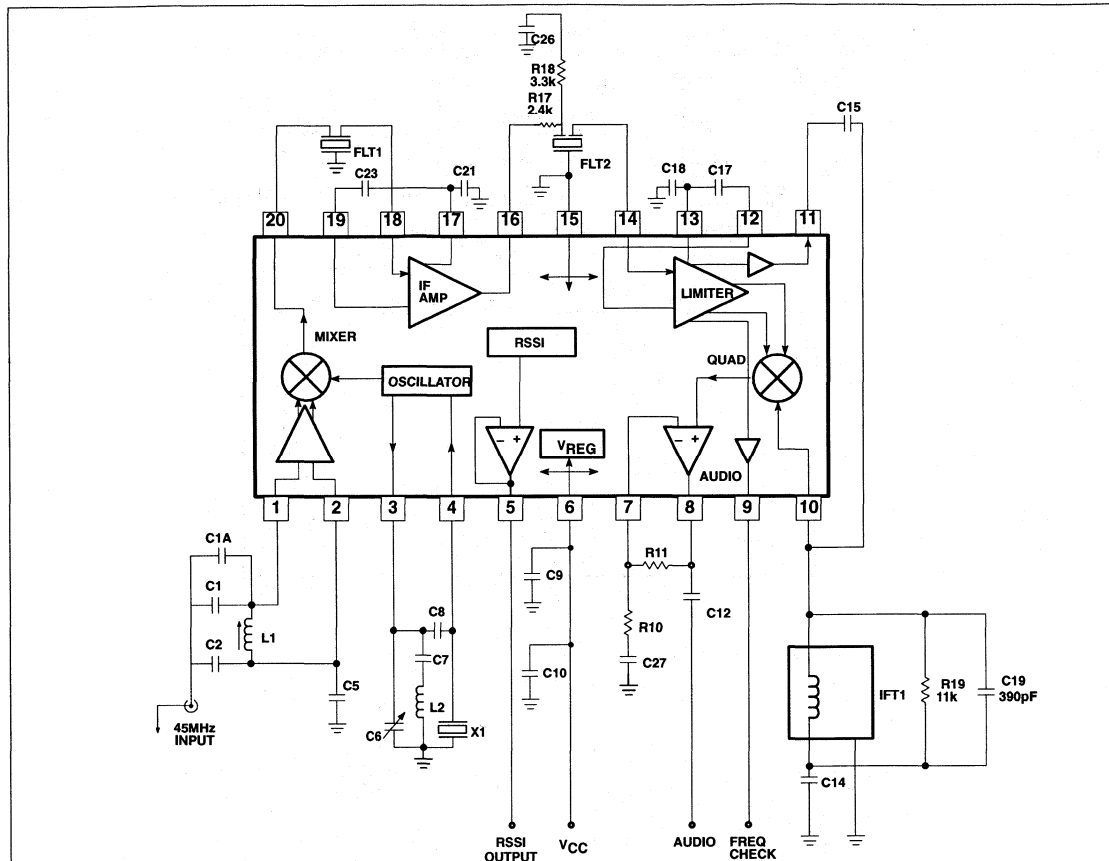 C26
R18
3.3k
R17
2.4k
C15
FLT1
FLT2
C23
C21
C18
C17
20
19
18
17
16
15
14
13
12
11
IF
AMP
LIMITER
MIXER
RSSI
QUAD
OSCILLATOR
− +
VREG
− +
AUDIO
1
2
3
4
5
6
7
8
9
10
C1A
C1
L1
C2
C5
45MHz
INPUT
C8
C7
L2
C6
X1
C9
C10
R11
R10
C27
C12
IFT1
R19
11k
C19
390pF
C14
RSSI
OUTPUT
VCC
AUDIO
FREQ
CHECK